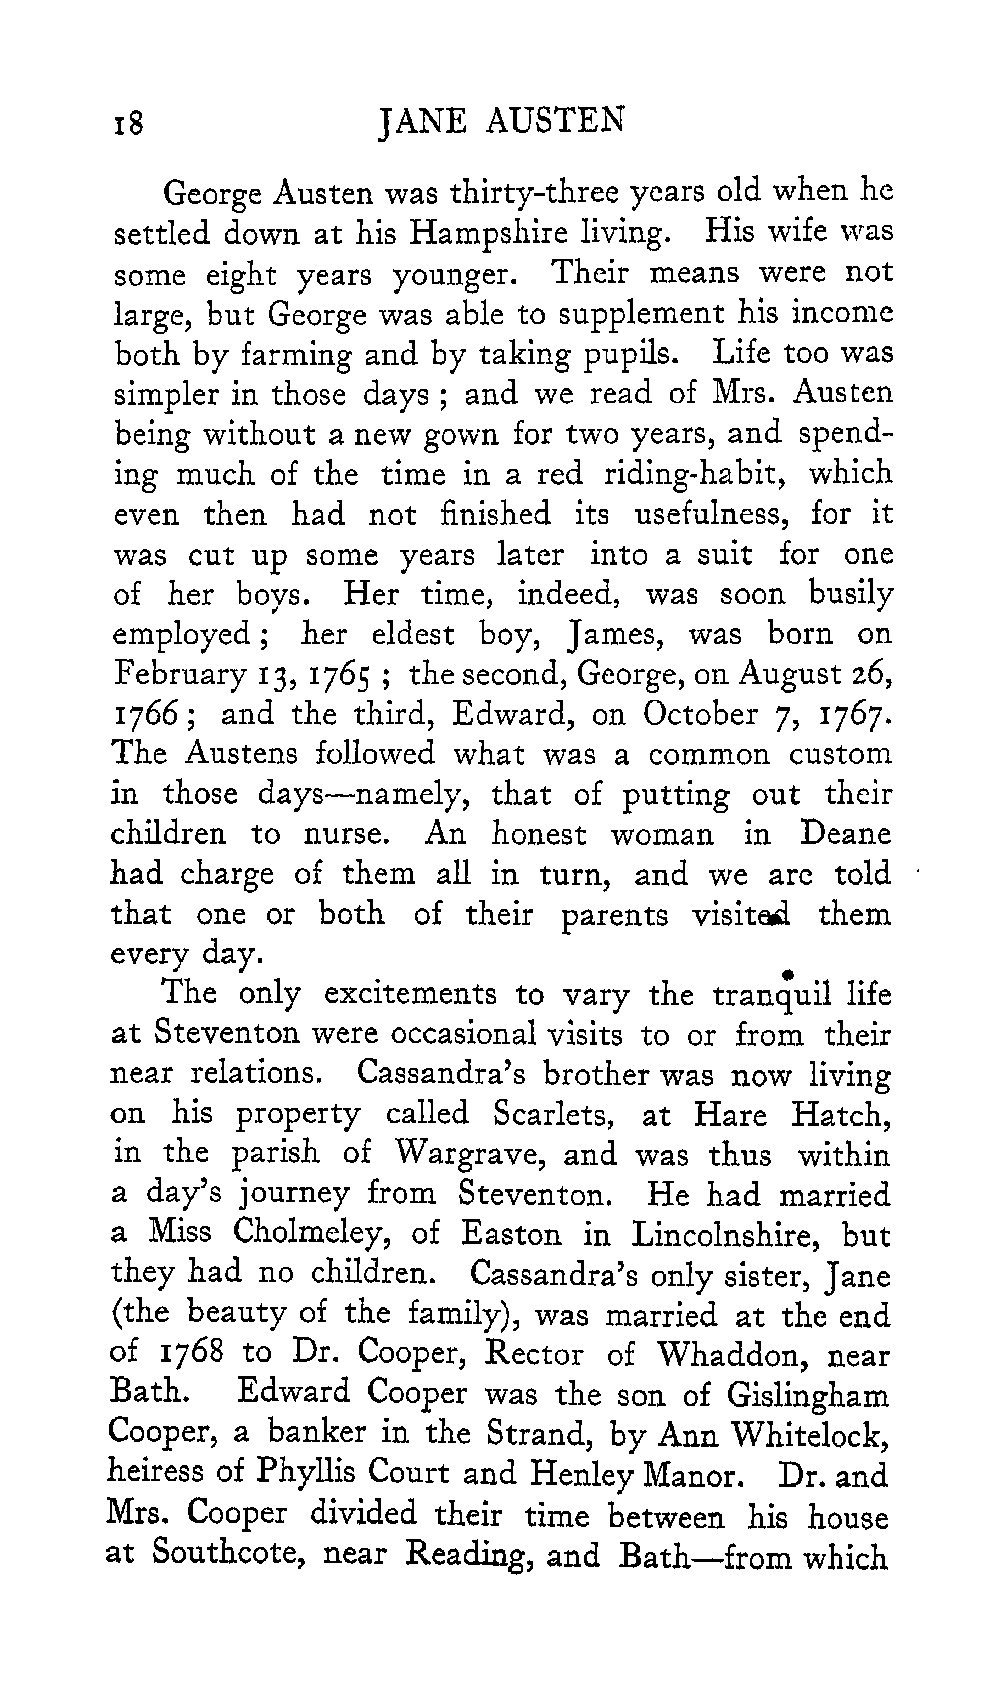 18 JANE AUSTEN
George Austen was thirty-three years old when he
settled down at his Hampshire living. His wife was
some eight years younger. Their means were not
large, but George was able to supplement his income
both by farming and by taking pupils. Life too was
simpler in those days ; and we read of Mrs. Austen
being without a new gown for two years, and spend-
ing much of the time in a red riding-habit, which
even then had not finished its usefulness, for it
was cut up some years later into a suit for one
of her boys. Her time, indeed, was soon busily
employed ; her eldest boy, James, was born on
February 13, 1765 ; the second, George, on August 26,
1766 ; and the third, Edward, on October 7, 1767.
The Austens followed what was a common custom
in those days—namely, that of putting out their
children to nurse. An honest woman in Deane
had charge of them all in turn, and we are told
that one or both of their parents visited them
every day.
The only excitements to vary the tranquil life
at Steventon were occasional visits to or from their
near relations. Cassandra's brother was now living
on his property called Scarlets, at Hare Hatch,
in the parish of Wargrave, and was thus within
a day's journey from Steventon. He had married
a Miss Cholmeley, of Easton in Lincolnshire, but
they had no children. Cassandra's only sister, Jane
(the beauty of the family), was married at the end
of 1768 to Dr. Cooper, Rector of Whaddon, near
Bath. Edward Cooper was the son of Gislingham
Cooper, a banker in the Strand, by Ann Whitelock,
heiress of Phyllis Court and Henley Manor. Dr. and
Mrs. Cooper divided their time between his house
at Southcote, near Reading, and Bath—from which